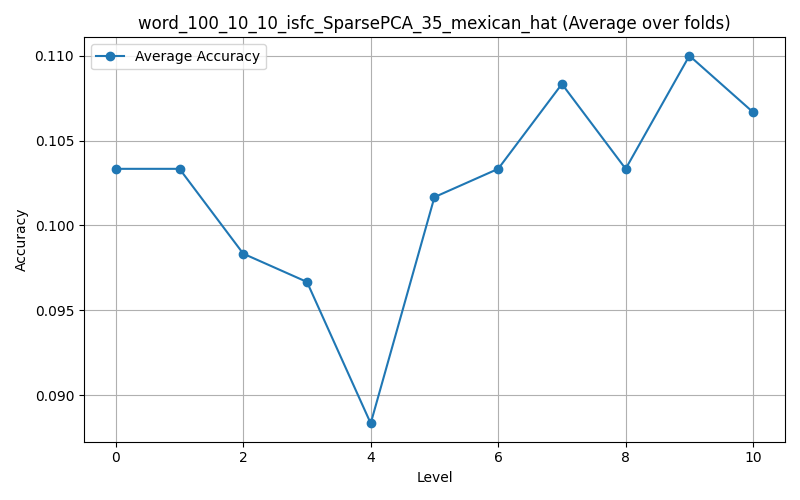 word_100_10_10_isfc_SparsePCA_35_mexican_hat (Average over folds)
Average Accuracy
0.110
0.105
0.100
0.095
0.090
Accuracy
0 2 4 6 8 10
Level